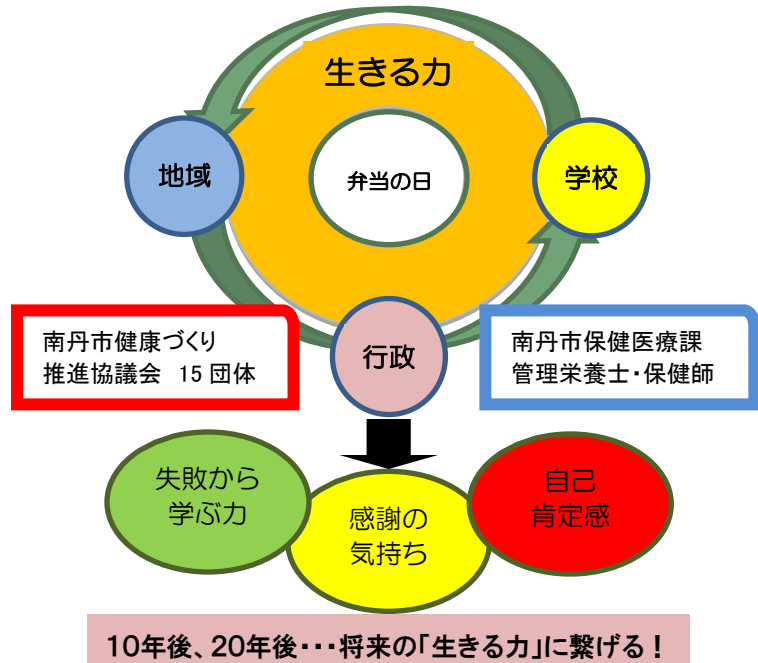 生きる力
地域
弁当の日
学校
南丹市健康づくり
推進協議会 15団体
行政
南丹市保健医療課
管理栄養士・保健師
失敗から
学ぶ力
感謝の
気持ち
自己
肯定感
10年後、20年後・・・将来の「生きる力」に繋げる！